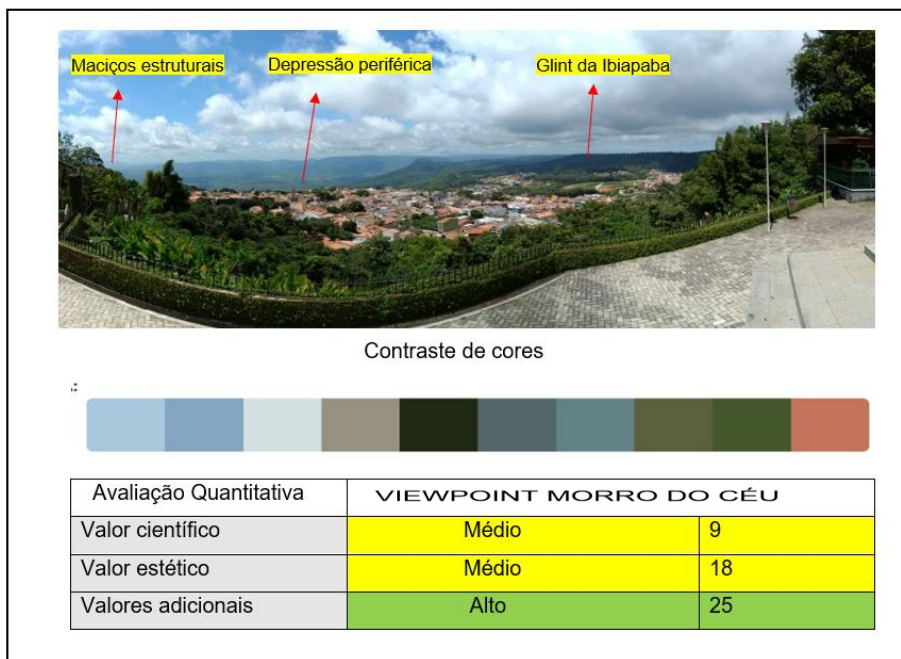 Maciços estruturais Depressão periférica Glint da Ibiapaba
Contraste de cores
Avaliação Quantitativa VIEWPOINT MORRO DO CÉU
Valor científico Médio 9
Valor estético Médio 18
Valores adicionais Alto 25